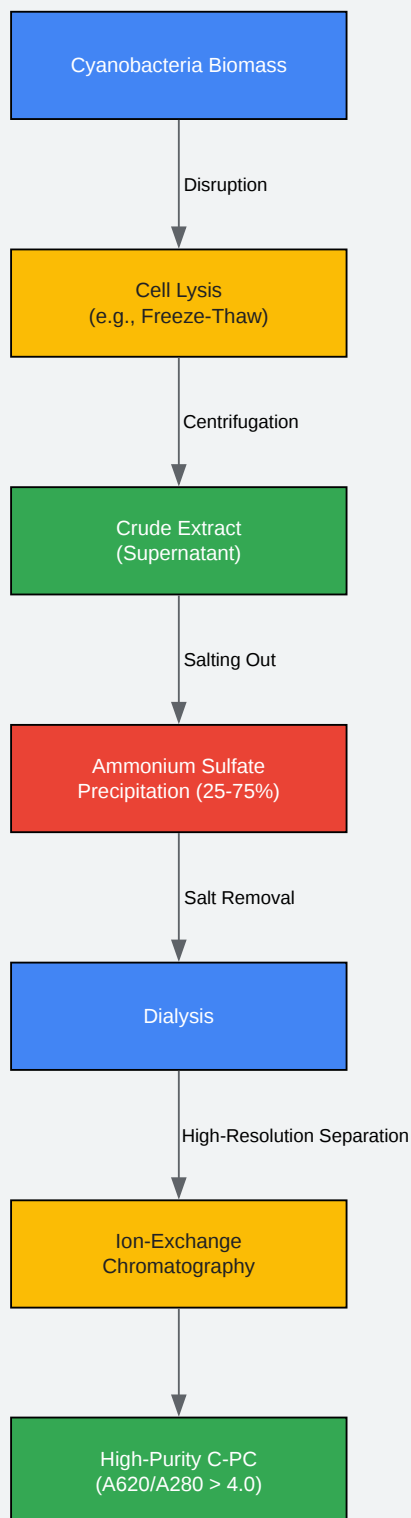 Cyanobacteria Biomass
Disruption
Cell Lysis
(e.g., Freeze-Thaw)
Centrifugation
Crude Extract
(Supernatant)
Salting Out
Ammonium Sulfate
Precipitation (25-75%)
Salt Removal
Dialysis
High-Resolution Separation
Ion-Exchange
Chromatography
High-Purity C-PC
(A620/A280 > 4.0)